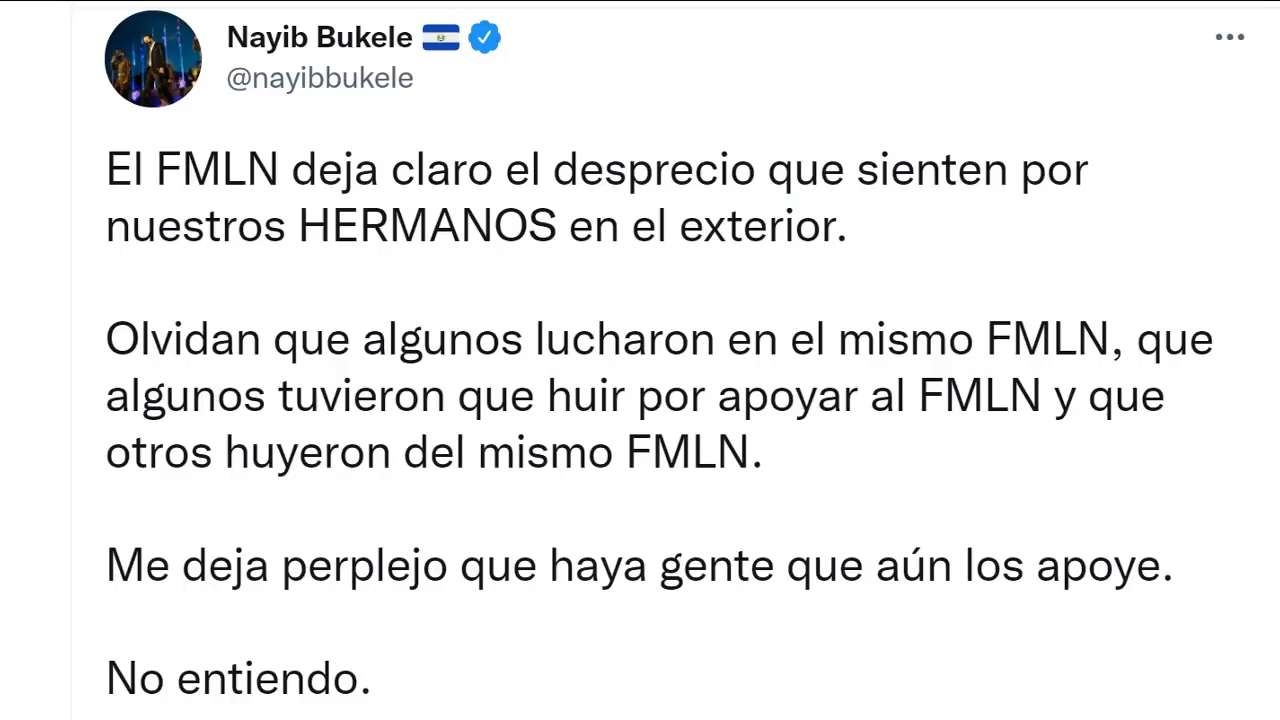 Nayib Bukele
@nayibbukele
El FMLN deja claro el desprecio que sienten por
nuestros HERMANOS en el exterior.
Olvidan que algunos lucharon en el mismo FMLN, que
algunos tuvieron que huir por apoyar al FMLN y que
otros huyeron del mismo FMLN.
Me deja perplejo que haya gente que aún los apoye.
No entiendo.